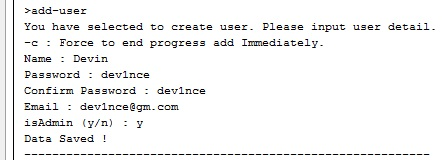 >add-user
You have selected to create user. Please input user detail.
-c : Force to end progress add Immediately.
Name : Devin
Password : dev1nce
Confirm Password : dev1nce
Email : dev1nce@gm.com
isAdmin (y/n) : y
Data Saved !
------------------------------------------------------------